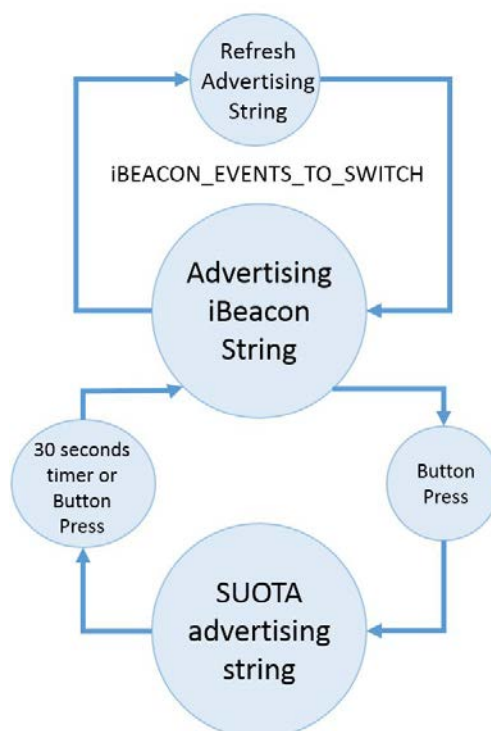 Refresh
Advertising
String
iBEACON_EVENTS_TO_SWITCH
Advertising
iBeacon
String
30 seconds
timer or
Button
Press
Button
Press
SUOTA
advertising
string